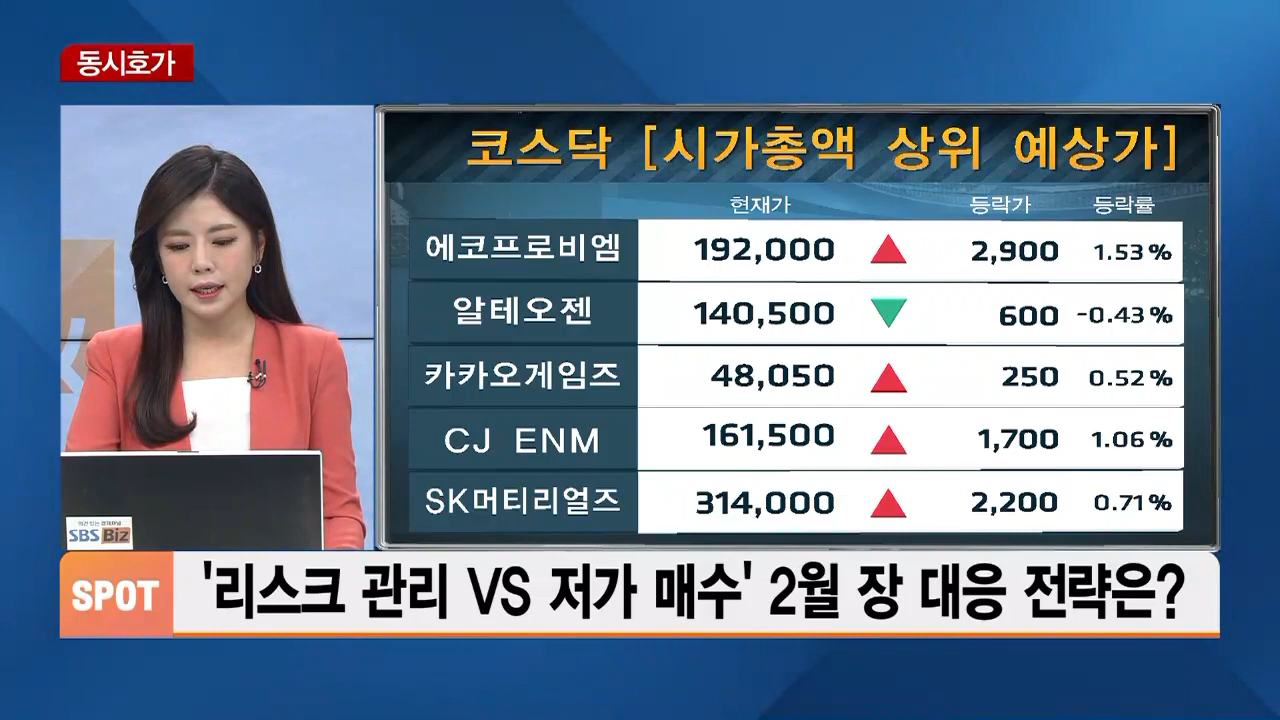 동시호가
코스닥 [시가총액 상위 예상가]
현재가 등락가 등락률
에코프로비엠 192,000 ▲ 2,900 1.53%
알테오젠 140,500 ▼ 600 -0.43%
카카오게임즈 48,050 ▲ 250 0.52%
CJ ENM 161,500 ▲ 1,700 1.06%
SK머티리얼즈 314,000 ▲ 2,200 0.71%
SBS Biz
SPOT '리스크 관리 VS 저가 매수' 2월 장 대응 전략은?